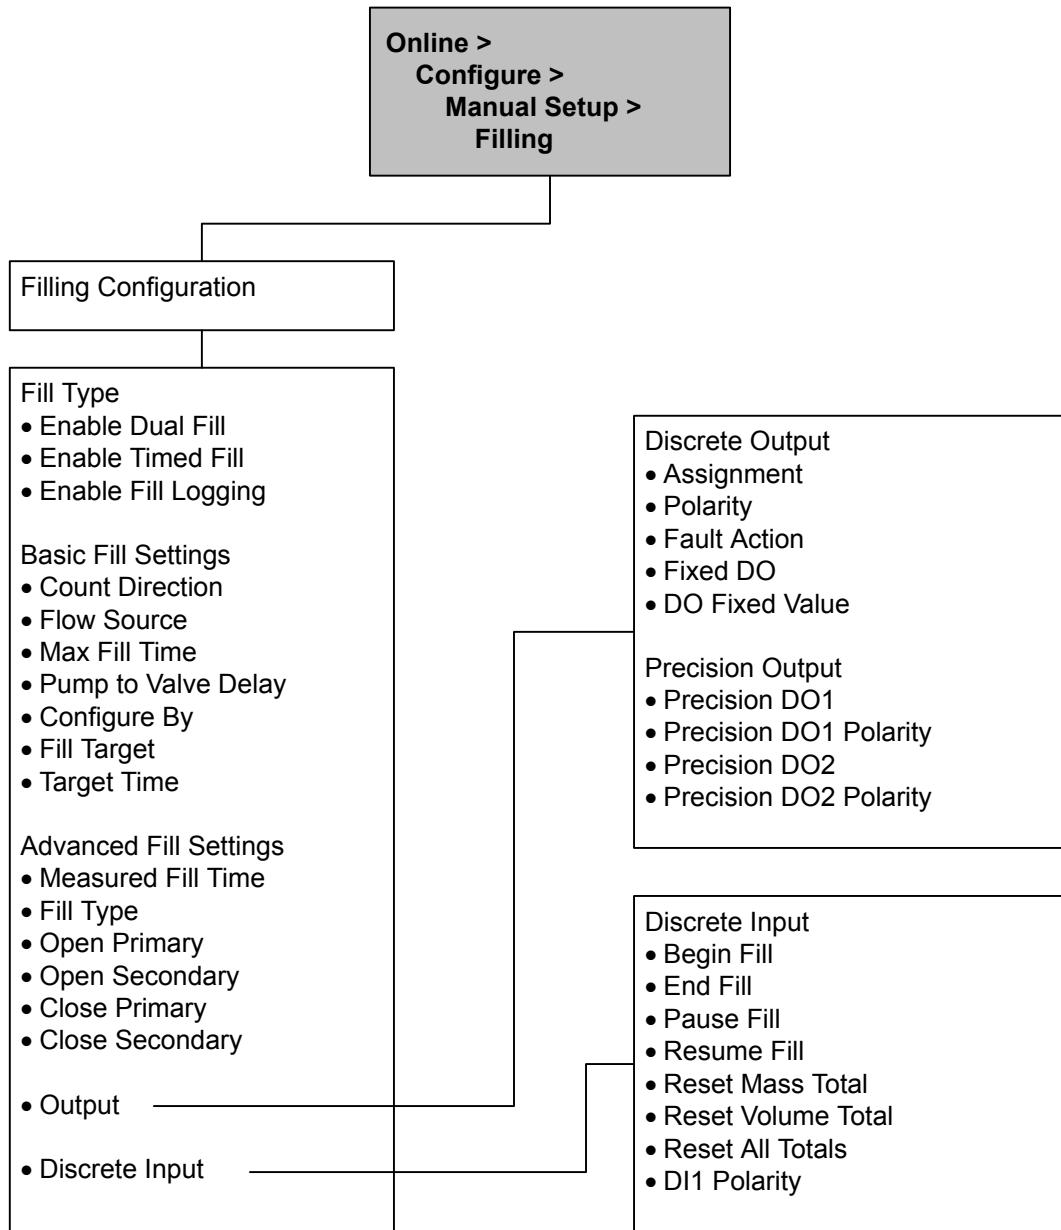 Online >
Configure >
Manual Setup >
Filling
Filling Configuration
Fill Type
• Enable Dual Fill
• Enable Timed Fill
• Enable Fill Logging
Basic Fill Settings
• Count Direction
• Flow Source
• Max Fill Time
• Pump to Valve Delay
• Configure By
• Fill Target
• Target Time
Advanced Fill Settings
• Measured Fill Time
• Fill Type
• Open Primary
• Open Secondary
• Close Primary
• Close Secondary
• Output
• Discrete Input
Discrete Output
• Assignment
• Polarity
• Fault Action
• Fixed DO
• DO Fixed Value
Precision Output
• Precision DO1
• Precision DO1 Polarity
• Precision DO2
• Precision DO2 Polarity
Discrete Input
• Begin Fill
• End Fill
• Pause Fill
• Resume Fill
• Reset Mass Total
• Reset Volume Total
• Reset All Totals
• DI1 Polarity